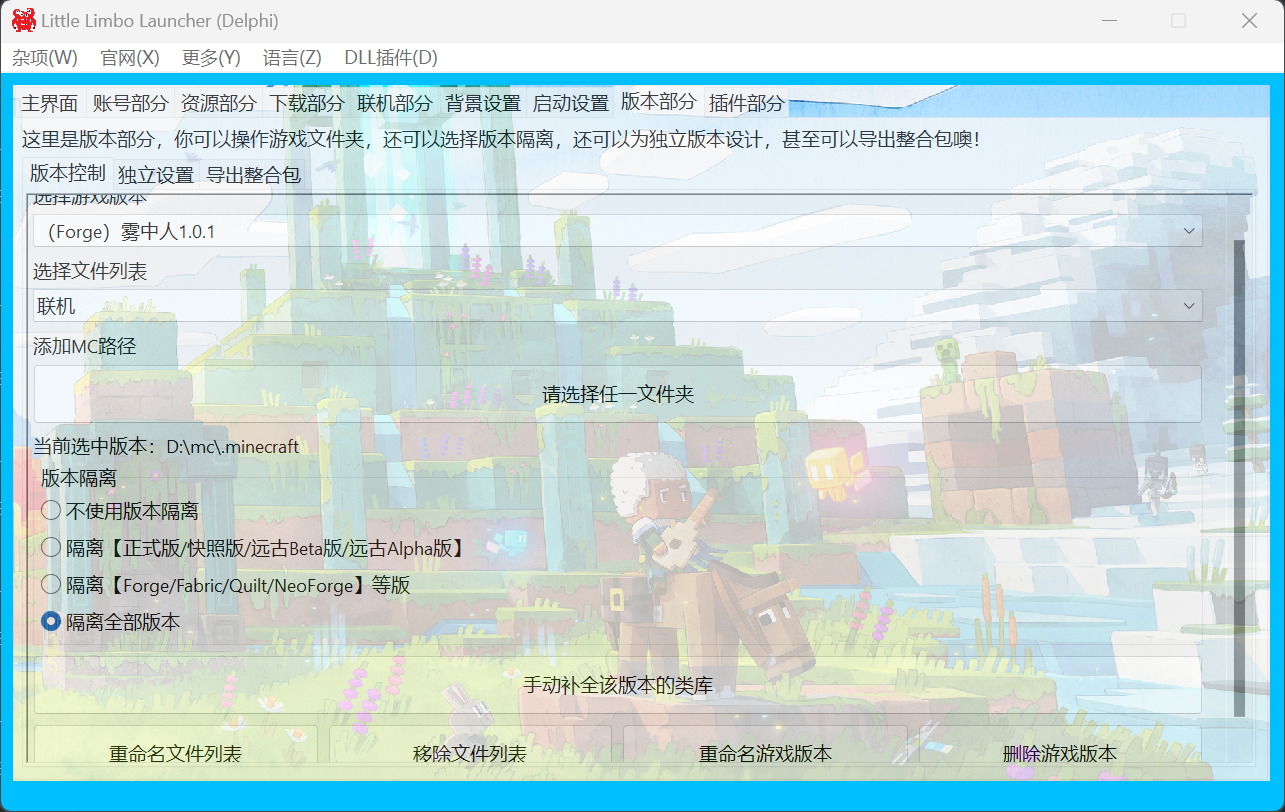 Little Limbo Launcher (Delphi)
杂项(W) 官网(X) 更多(Y) 语言(Z) DLL插件(D)
主界面 账号部分 资源部分 下载部分 联机部分 背景设置 启动设置 版本部分 插件部分
这里是版本部分，你可以操作游戏文件夹，还可以选择版本隔离，还可以为独立版本设计，甚至可以导出整合包噢！
版本控制 独立设置 导出整合包
选择游戏版本
（Forge）雾中人1.0.1
选择文件列表
联机
添加MC路径
请选择任一文件夹
当前选中版本：D:\mc\.minecraft
版本隔离
不使用版本隔离
隔离【正式版/快照版/远古Beta版/远古Alpha版】
隔离【Forge/Fabric/Quilt/NeoForge】等版
隔离全部版本
手动补全该版本的类库
重命名文件列表 移除文件列表 重命名游戏版本 删除游戏版本